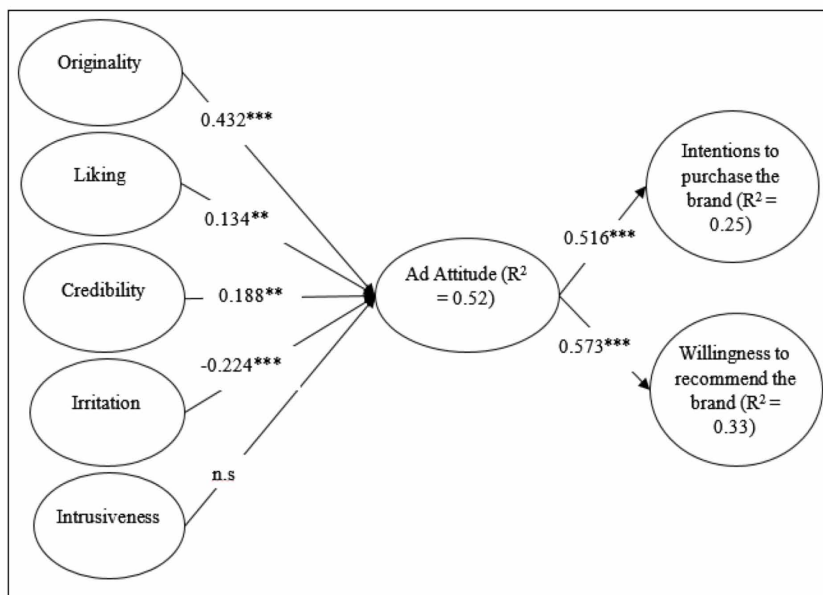 Originality
0.432***
Liking
0.134**
Credibility
0.188**
Irritation
-0.224***
Intrusiveness
n.s
Ad Attitude (R²
= 0.52)
0.516***
0.573***
Intentions to
purchase the
brand (R² =
0.25)
Willingness to
recommend the
brand (R² =
0.33)